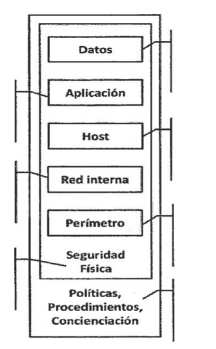 Datos
Aplicación
Host
Red interna
Perímetro
Seguridad
Física
Políticas,
Procedimientos,
Concienciación